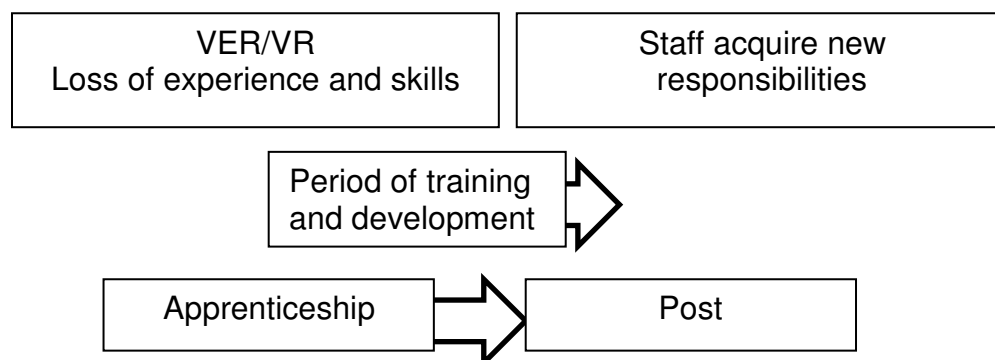 VER/VR
Loss of experience and skills
Staff acquire new
responsibilities
Period of training
and development
Apprenticeship
Post